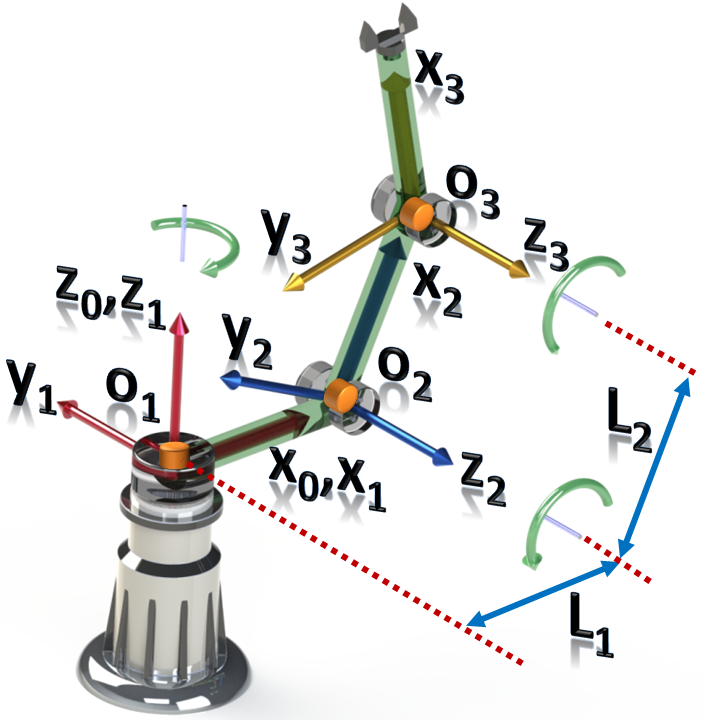 x₃
o₃
y₃
z₃
z₀,z₁
x₂
y₂
o₂
y₁
o₁
L₂
x₀,x₁
z₂
L₁